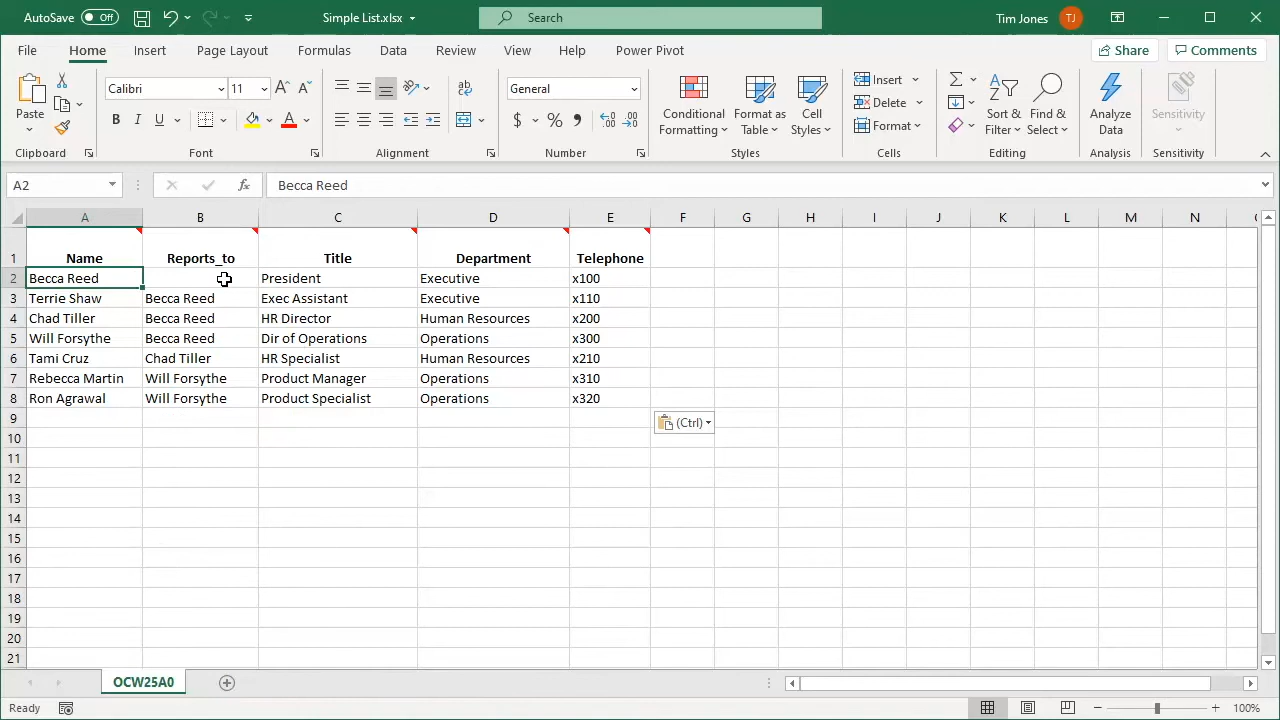 AutoSave Off Simple List.xlsx Search Tim Jones TJ
File Home Insert Page Layout Formulas Data Review View Help Power Pivot Share Comments
Paste
Clipboard
Calibri 11
B I U A
Font
Alignment
General
$ % ,
Number
Conditional Formatting
Format as Table
Cell Styles
Styles
Insert
Delete
Format
Cells
Sort & Filter
Find & Select
Editing
Analyze Data
Analysis
Sensitivity
Sensitivity
A2 fx Becca Reed
A B C D E F G H I J K L M N
1 Name Reports_to Title Department Telephone
2 Becca Reed President Executive x100
3 Terrie Shaw Becca Reed Exec Assistant Executive x110
4 Chad Tiller Becca Reed HR Director Human Resources x200
5 Will Forsythe Becca Reed Dir of Operations Operations x300
6 Tami Cruz Chad Tiller HR Specialist Human Resources x210
7 Rebecca Martin Will Forsythe Product Manager Operations x310
8 Ron Agrawal Will Forsythe Product Specialist Operations x320
9 (Ctrl)
10
11
12
13
14
15
16
17
18
19
20
21
OCW25A0
Ready 100%